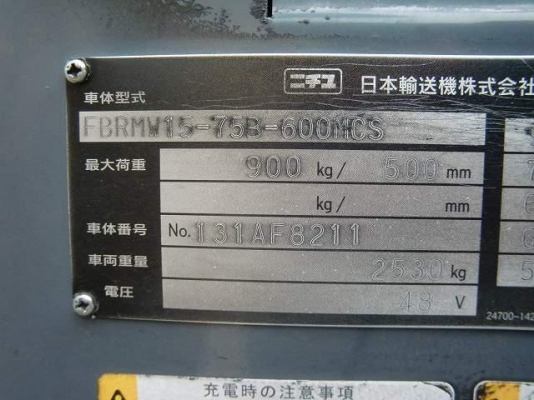 ニチユ 日本輸送機株式会社
車体型式
FBRMW15-75B-600MCS
最大荷重 900 kg/ 500 mm
kg/ mm
車体番号 No. 131AF8211
車両重量 2530 kg
電圧 48 V
24700-142
充電時の注意事項